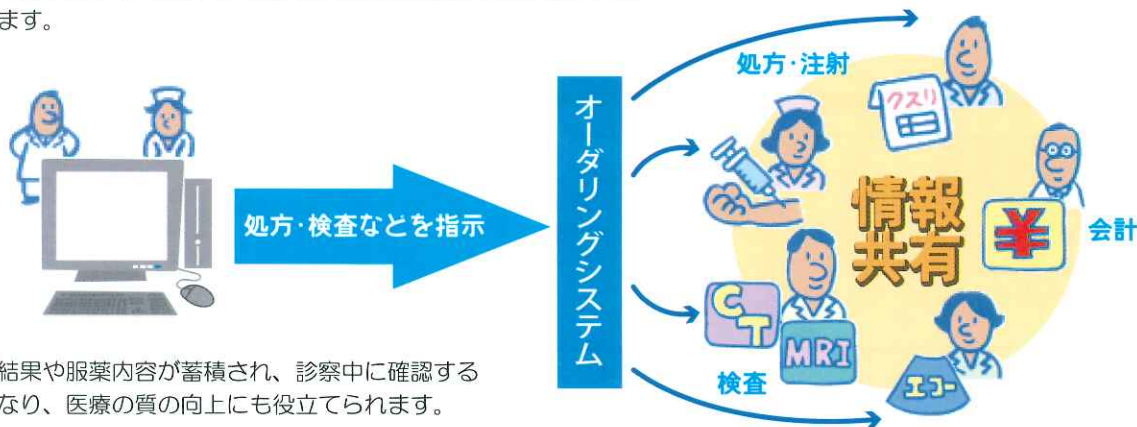 ます。
処方・検査などを指示
オーダリングシステム
処方・注射
クスリ
情報
共有
¥
会計
CT
MRI
検査
エコー
結果や服薬内容が蓄積され、診察中に確認する
なり、医療の質の向上にも役立てられます。